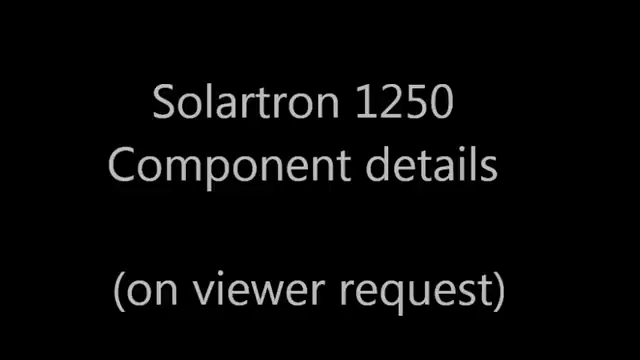 Solartron 1250
Component details
(on viewer request)